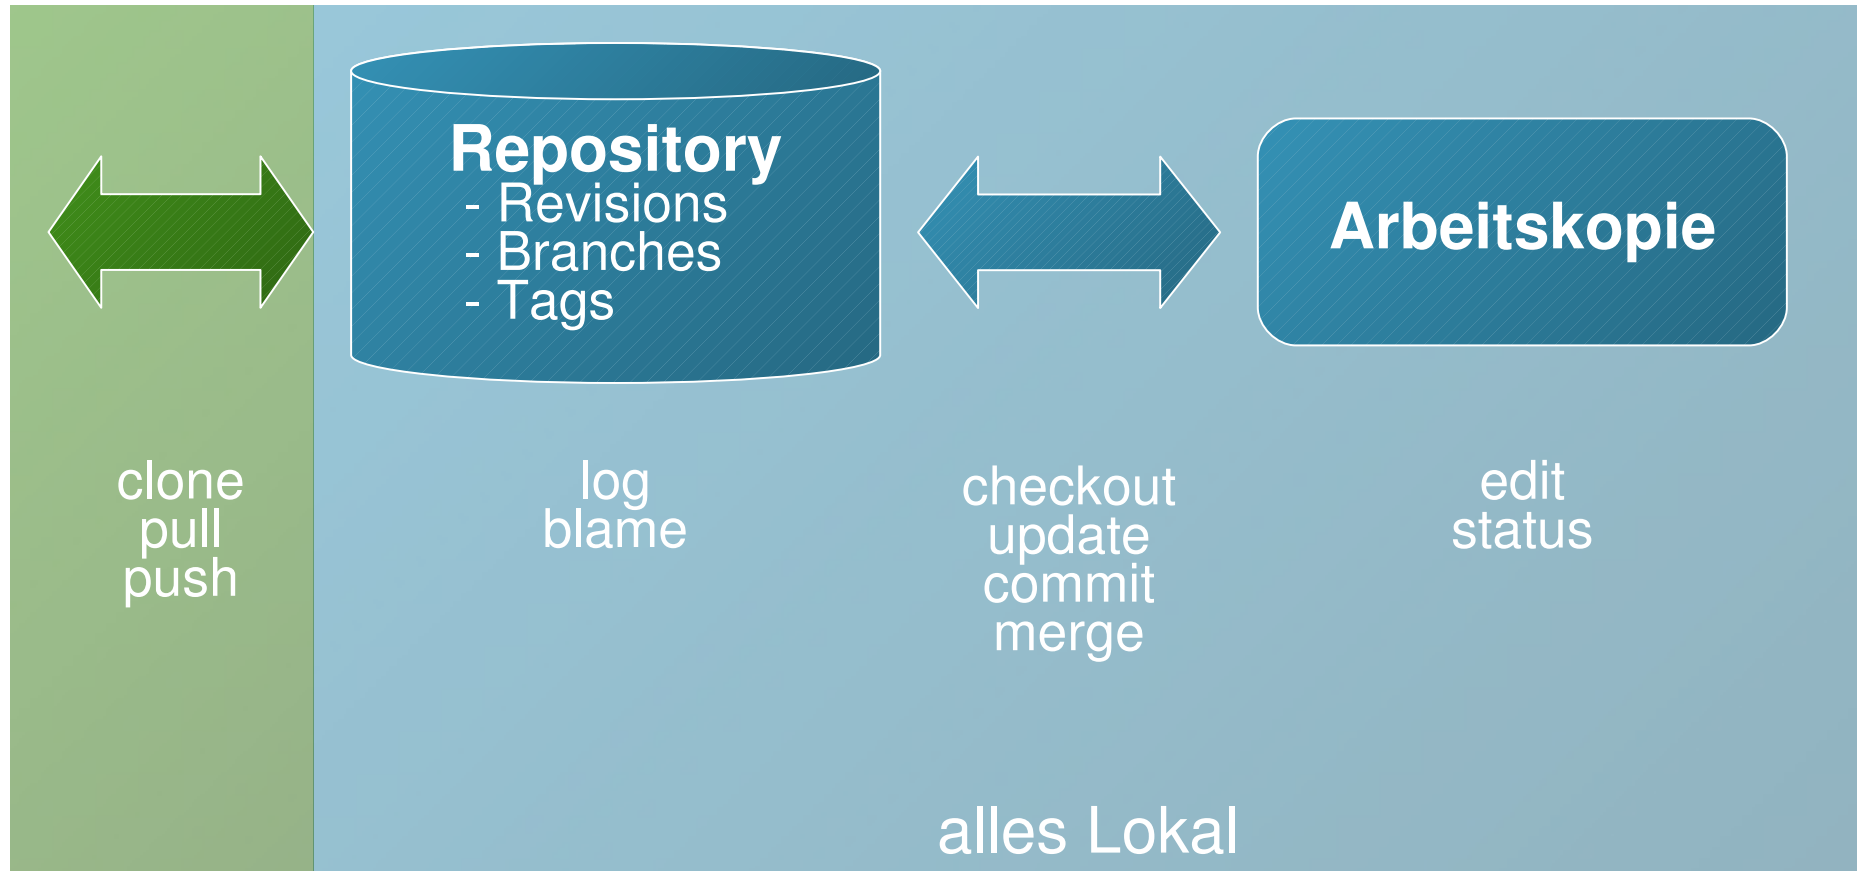 Repository
- Revisions
- Branches
- Tags
Arbeitskopie
clone
pull
push
log
blame
checkout
update
commit
merge
edit
status
alles Lokal